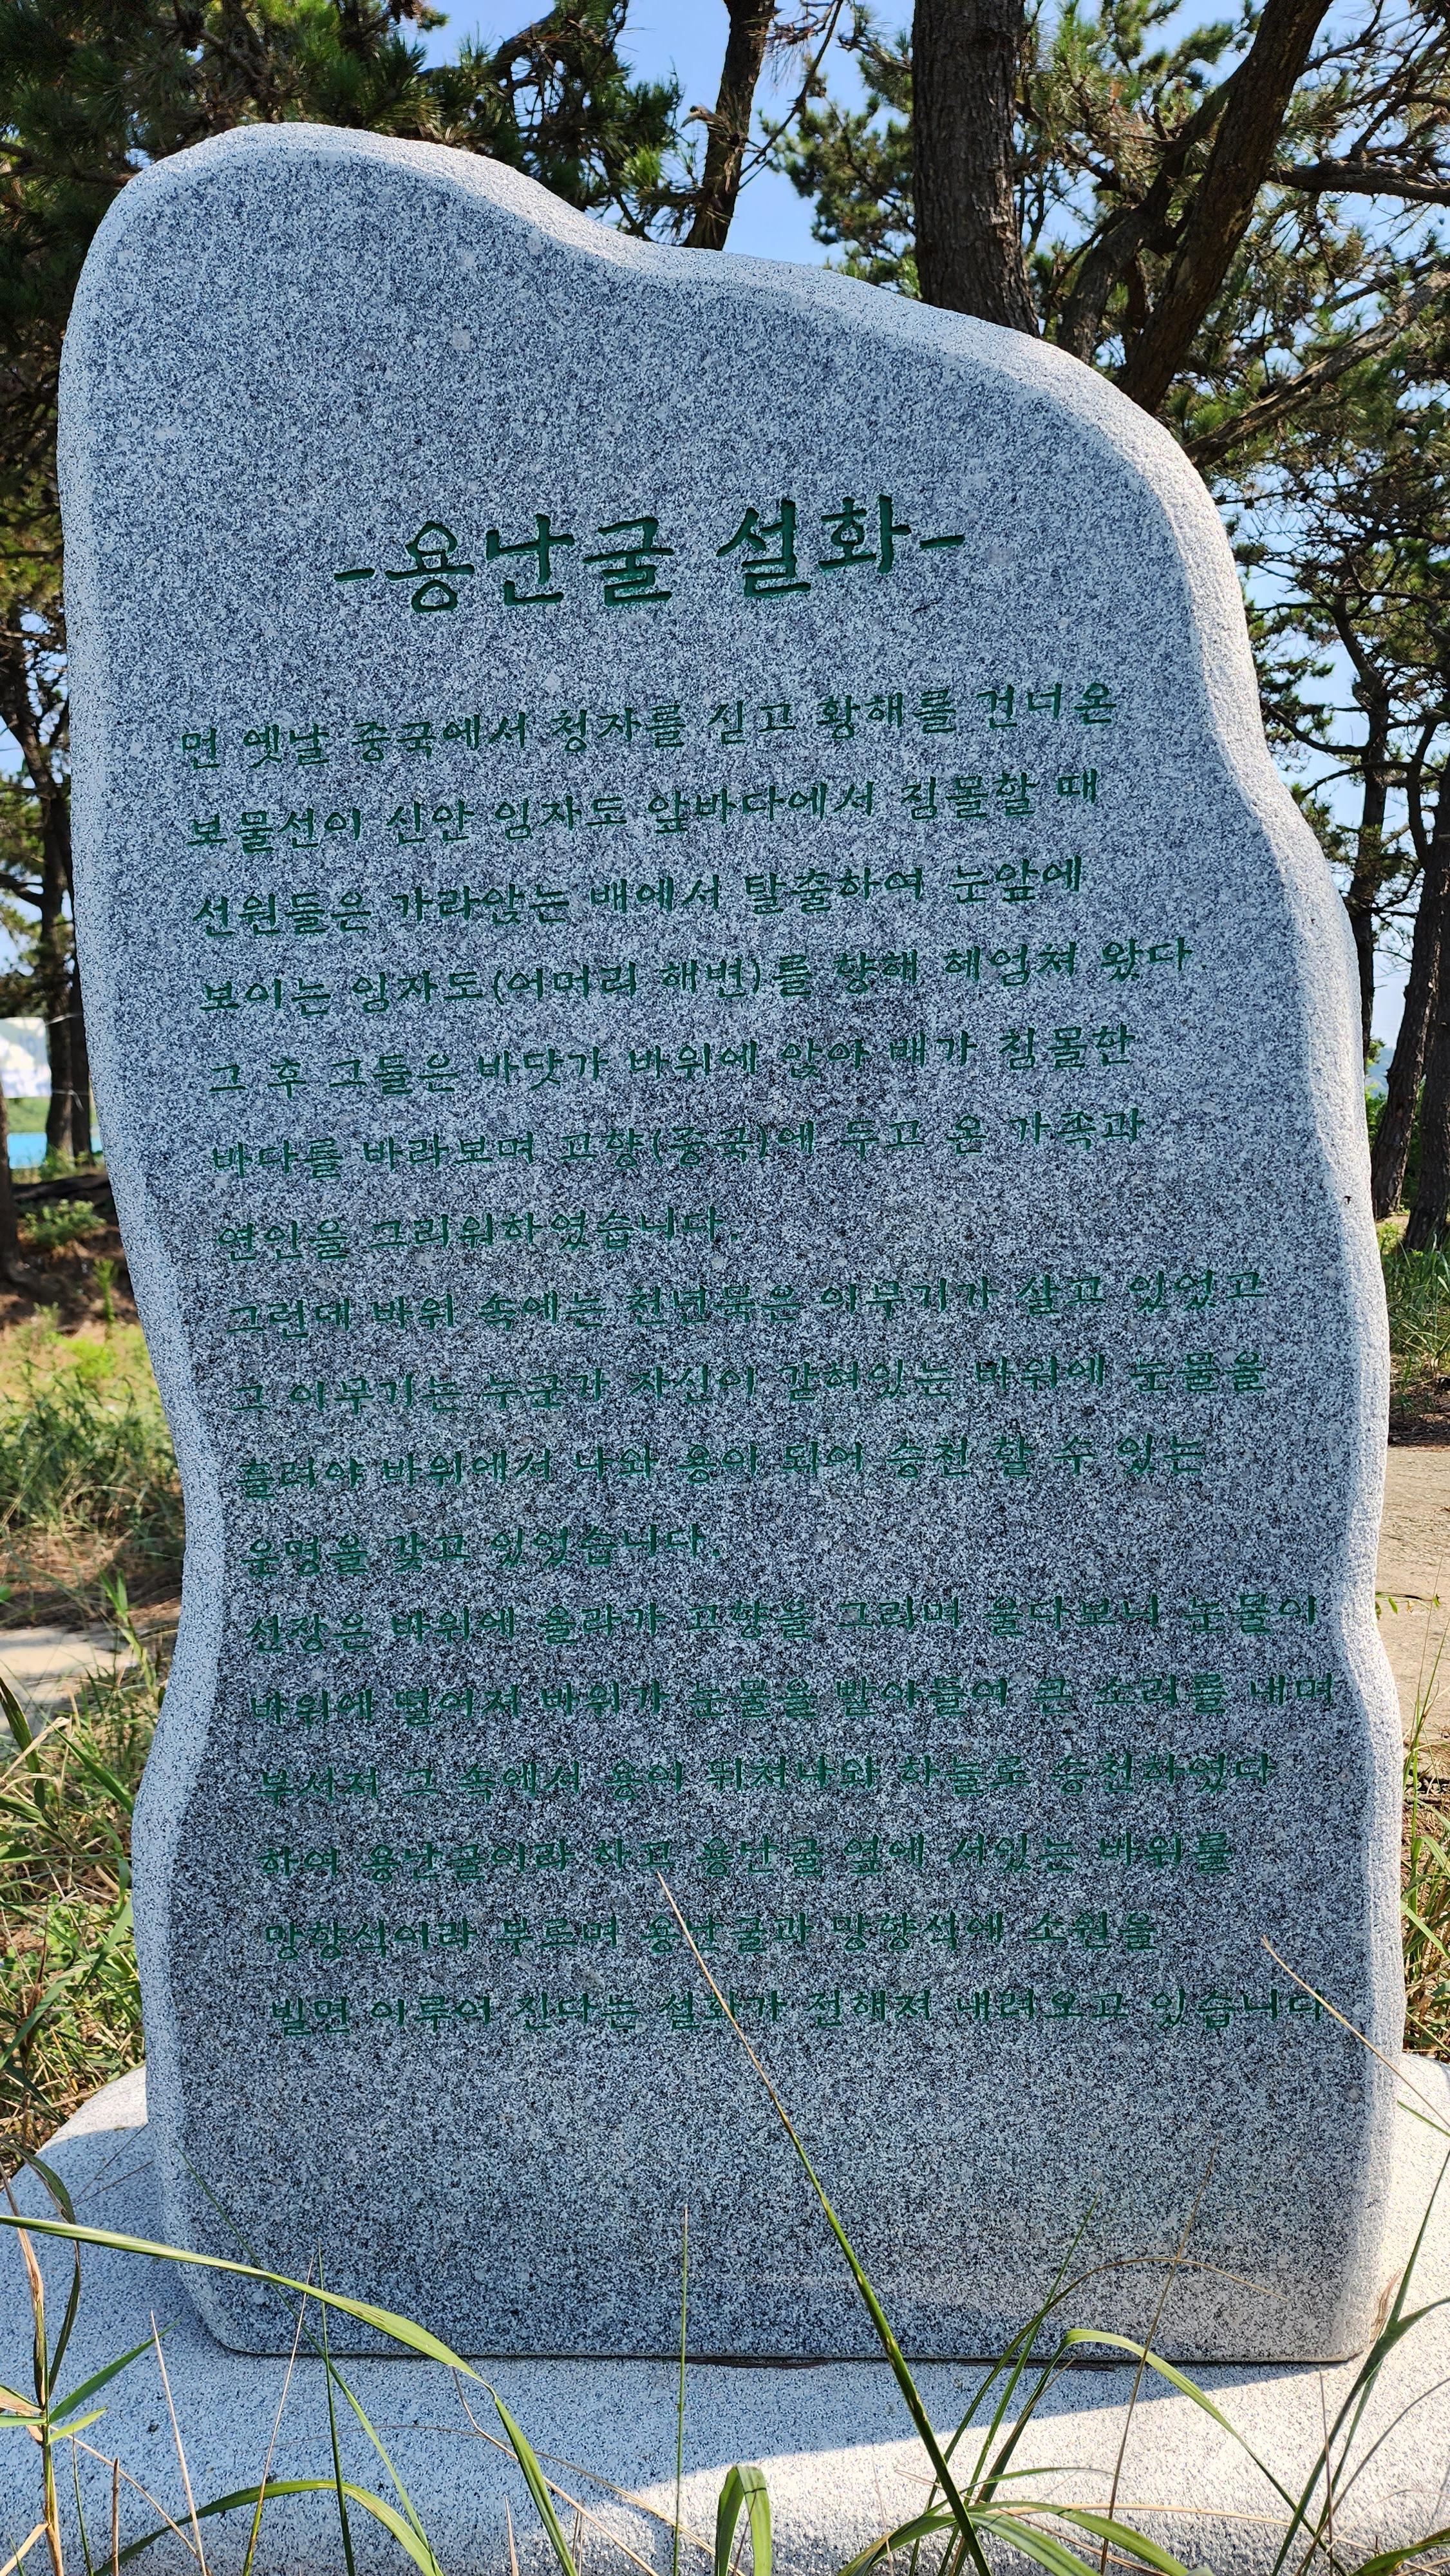 -용난굴 설화-
먼 옛날 중국에서 청자를 싣고 황해를 건너온
보물선이 신안 임자도 앞바다에서 침몰할 때
선원들은 가라앉는 배에서 탈출하여 눈앞에
보이는 임자도(어머리 해변)를 향해 헤엄쳐 왔다.
그 후 그들은 바닷가 바위에 앉아 배가 침몰한
바다를 바라보며 고향(중국)에 두고 온 가족과
연인을 그리워하였습니다.
그런데 바위 속에는 천년묵은 이무기가 살고 있었고
그 이무기는 누군가 자신이 갇혀있는 바위에 눈물을
흘려야 바위에서 나와 용이 되어 승천 할 수 있는
운명을 갖고 있었습니다.
선장은 바위에 올라가 고향을 그리며 울다보니 눈물이
바위에 떨어져 바위가 눈물을 빨아들여 큰 소리를 내며
부서져 그 속에서 용이 뛰쳐나와 하늘로 승천하였다
하여 용난굴이라 하고 용난굴 옆에 서있는 바위를
망향석이라 부르며 용난굴과 망향석에 소원을
빌면 이루어 진다는 설화가 전해져 내려오고 있습니다.